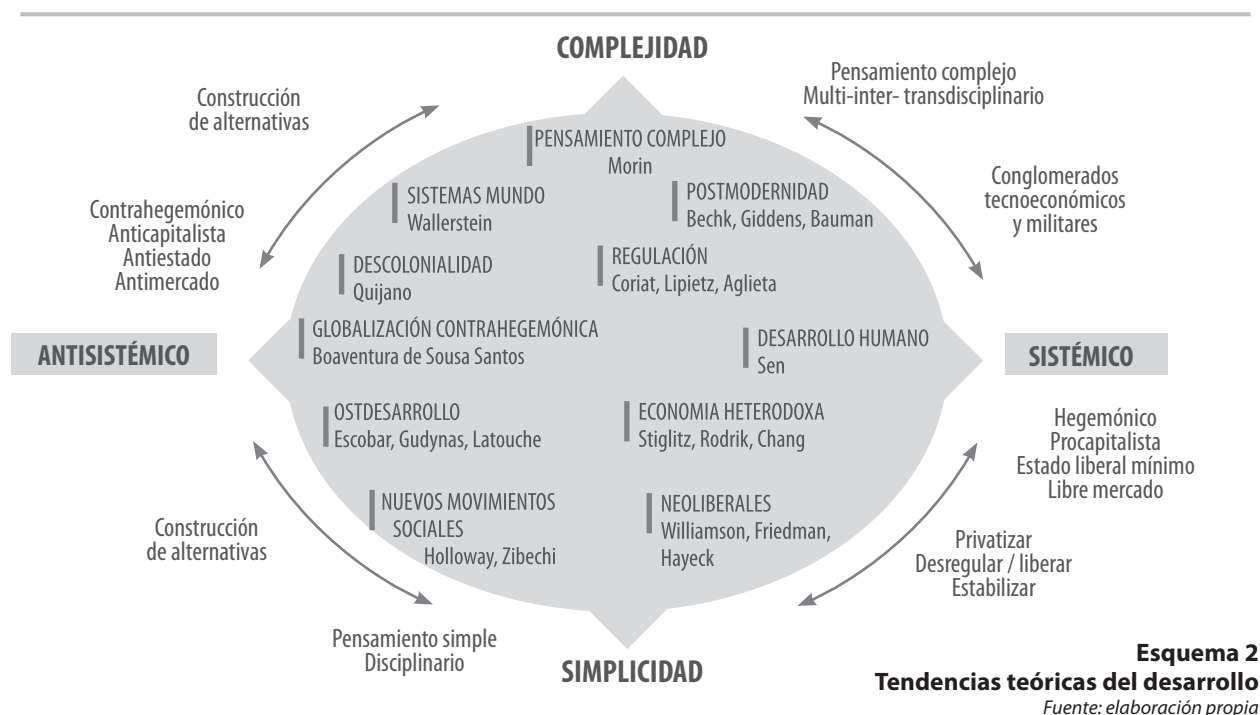 COMPLEJIDAD
Construcción
de alternativas
Pensamiento complejo
Multi-inter- transdisciplinario
PENSAMIENTO COMPLEJO
Morin
SISTEMAS MUNDO
Wallerstein
POSTMODERNIDAD
Bechk, Giddens, Bauman
Conglomerados
tecnoeconómicos
y militares
Contrahegemónico
Anticapitalista
Antiestado
Antimercado
DESCOLONIALIDAD
Quijano
REGULACIÓN
Coriat, Lipietz, Aglieta
GLOBALIZACIÓN CONTRAHEGEMÓNICA
Boaventura de Sousa Santos
DESARROLLO HUMANO
Sen
ANTISISTÉMICO
SISTÉMICO
OSTDESARROLLO
Escobar, Gudynas, Latouche
ECONOMIA HETERODOXA
Stiglitz, Rodrik, Chang
Hegemónico
Procapitalista
Estado liberal mínimo
Libre mercado
NUEVOS MOVIMIENTOS
SOCIALES
Holloway, Zibechi
NEOLIBERALES
Williamson, Friedman,
Hayeck
Construcción
de alternativas
Privatizar
Desregular / liberar
Estabilizar
Pensamiento simple
Disciplinario
SIMPLICIDAD
Esquema 2
Tendencias teóricas del desarrollo
Fuente: elaboración propia